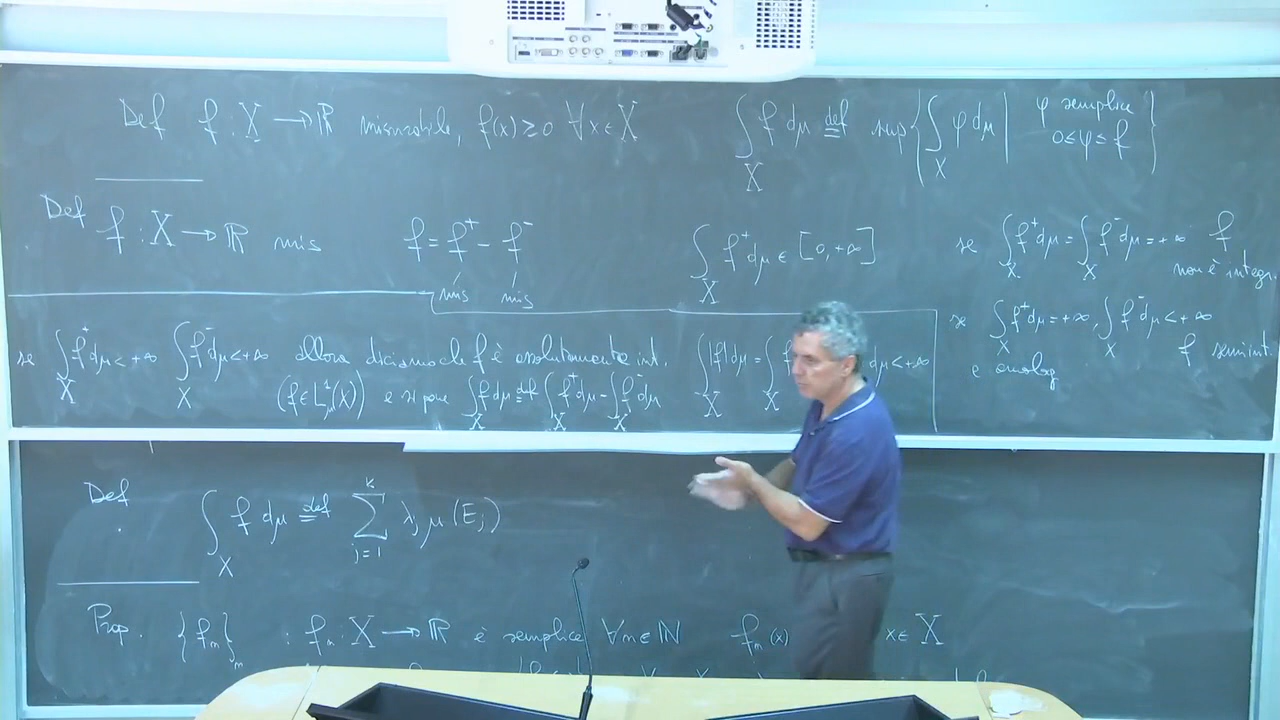 Def f : X → ℝ misurabile, f(x) ≥ 0 ∀x ∈ X ∫_X f dμ =^def sup { ∫_X φ dμ | φ semplice 0 ≤ φ ≤ f }
Def f : X → ℝ mis f = f⁺ - f⁻ ∫_X f⁺dμ ∈ [0, +∞]
mis mis
se ∫_X f⁺dμ = ∫_X f⁻dμ = +∞ f non è integr.
se ∫_X f⁺dμ = +∞, ∫_X f⁻dμ < +∞ f semint.
e analog
se ∫_X f⁺dμ < +∞ ∫_X f⁻dμ < +∞ allora diciamo che f è assolutamente int.
(f ∈ L¹_μ(X)) e si pone ∫_X f dμ =^def ∫_X f⁺dμ - ∫_X f⁻dμ
∫_X |f| dμ = ∫_X dμ < +∞
Def ∫_X f dμ =^def Σ_{j=1}^k λ_j μ(E_j)
Prop. {f_n}_n : f_n : X → ℝ è semplice ∀n ∈ ℕ f_n(x) x ∈ X